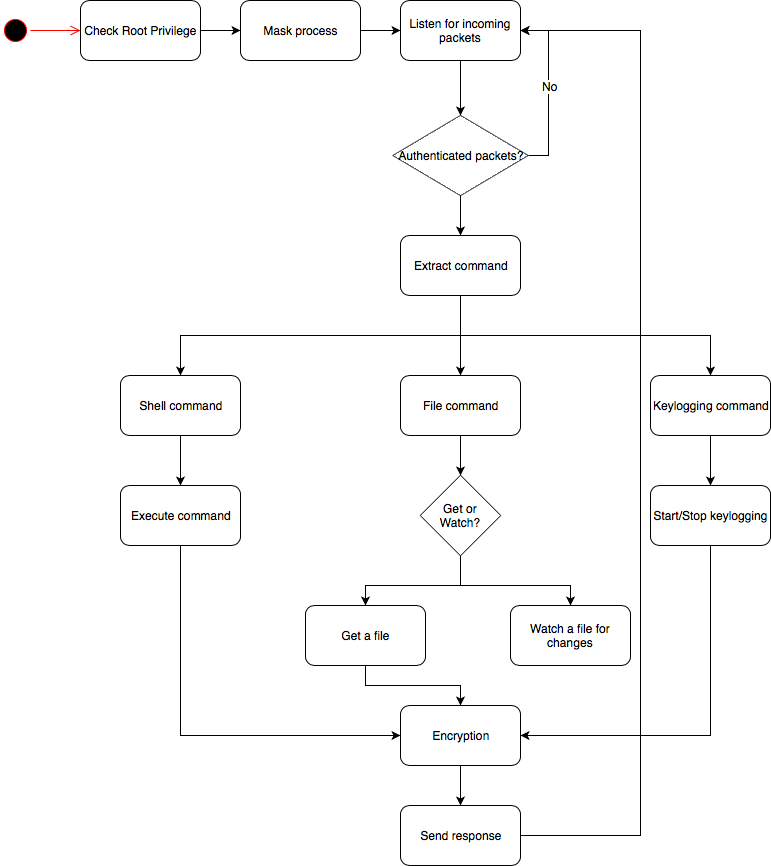 Check Root Privilege
Mask process
Listen for incoming
packets
No
Authenticated packets?
Extract command
Shell command
File command
Keylogging command
Execute command
Get or
Watch?
Start/Stop keylogging
Get a file
Watch a file for
changes
Encryption
Send response